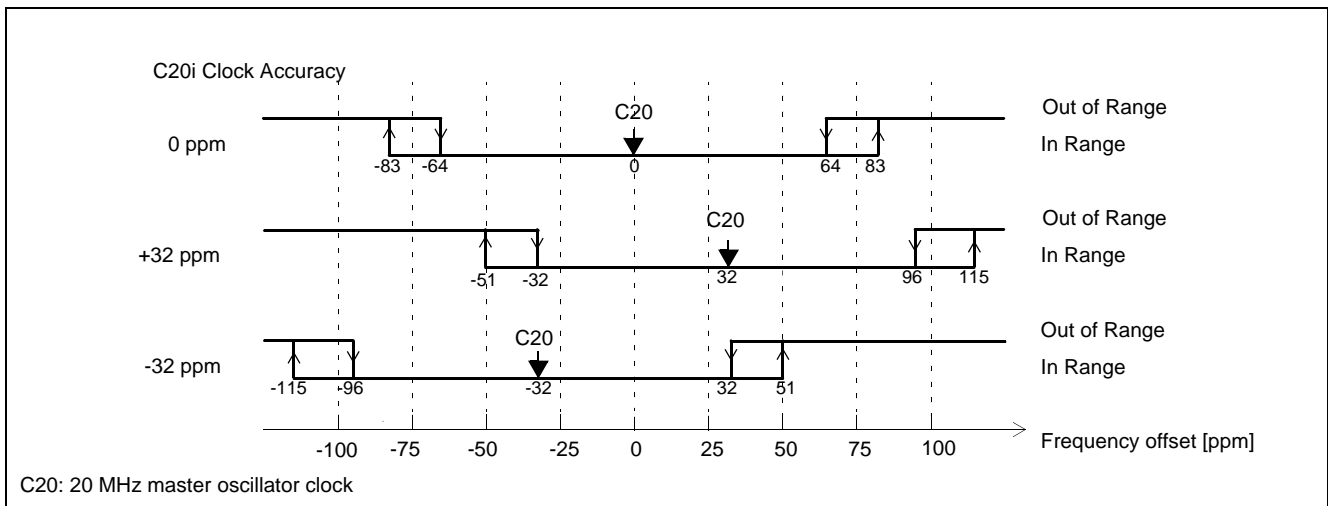 C20i Clock Accuracy
C20
Out of Range
0 ppm
In Range
-83 -64 0 64 83
C20
Out of Range
+32 ppm
In Range
-51 -32 32 96 115
C20
Out of Range
-32 ppm
In Range
-115 -96 -32 32 51
-100 -75 -50 -25 0 25 50 75 100 Frequency offset [ppm]
C20: 20 MHz master oscillator clock